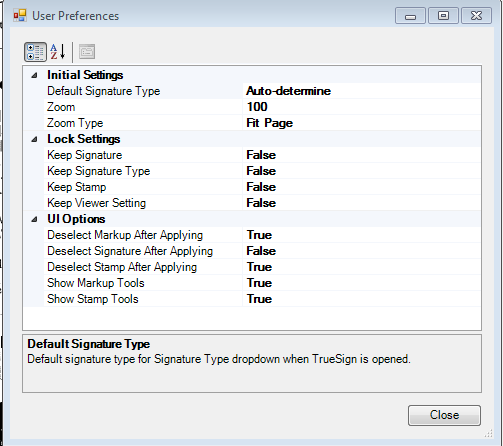 User Preferences
A Z
Initial Settings
Default Signature Type Auto-determine
Zoom 100
Zoom Type Fit Page
Lock Settings
Keep Signature False
Keep Signature Type False
Keep Stamp False
Keep Viewer Setting False
UI Options
Deselect Markup After Applying True
Deselect Signature After Applying False
Deselect Stamp After Applying True
Show Markup Tools True
Show Stamp Tools True
Default Signature Type
Default signature type for Signature Type dropdown when TrueSign is opened.
Close